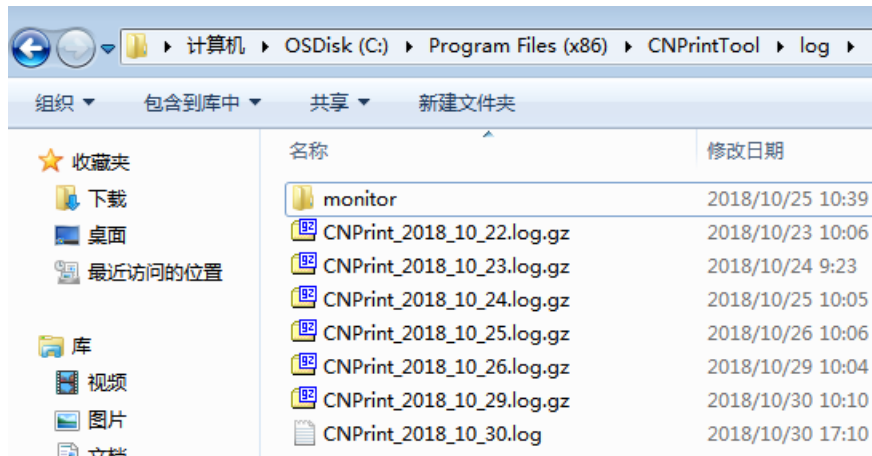 计算机 OSDisk (C:) Program Files (x86) CNPrintTool log
组织 包含到库中 共享 新建文件夹
收藏夹
下载
桌面
最近访问的位置
库
视频
图片
文档
名称 修改日期
monitor 2018/10/25 10:39
CNPrint_2018_10_22.log.gz 2018/10/23 10:06
CNPrint_2018_10_23.log.gz 2018/10/24 9:23
CNPrint_2018_10_24.log.gz 2018/10/25 10:05
CNPrint_2018_10_25.log.gz 2018/10/26 10:06
CNPrint_2018_10_26.log.gz 2018/10/29 10:04
CNPrint_2018_10_29.log.gz 2018/10/30 10:10
CNPrint_2018_10_30.log 2018/10/30 17:10